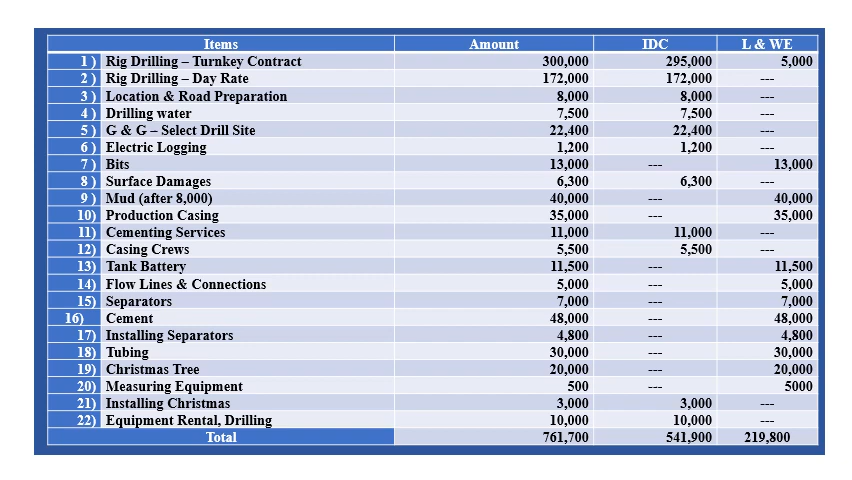 Items Amount IDC L & WE
1 ) Rig Drilling – Turnkey Contract 300,000 295,000 5,000
2 ) Rig Drilling – Day Rate 172,000 172,000 ---
3 ) Location & Road Preparation 8,000 8,000 ---
4 ) Drilling water 7,500 7,500 ---
5 ) G & G – Select Drill Site 22,400 22,400 ---
6 ) Electric Logging 1,200 1,200 ---
7 ) Bits 13,000 --- 13,000
8 ) Surface Damages 6,300 6,300 ---
9 ) Mud (after 8,000) 40,000 --- 40,000
10) Production Casing 35,000 --- 35,000
11) Cementing Services 11,000 11,000 ---
12) Casing Crews 5,500 5,500 ---
13) Tank Battery 11,500 --- 11,500
14) Flow Lines & Connections 5,000 --- 5,000
15) Separators 7,000 --- 7,000
16) Cement 48,000 --- 48,000
17) Installing Separators 4,800 --- 4,800
18) Tubing 30,000 --- 30,000
19) Christmas Tree 20,000 --- 20,000
20) Measuring Equipment 500 --- 5000
21) Installing Christmas 3,000 3,000 ---
22) Equipment Rental, Drilling 10,000 10,000 ---
Total 761,700 541,900 219,800